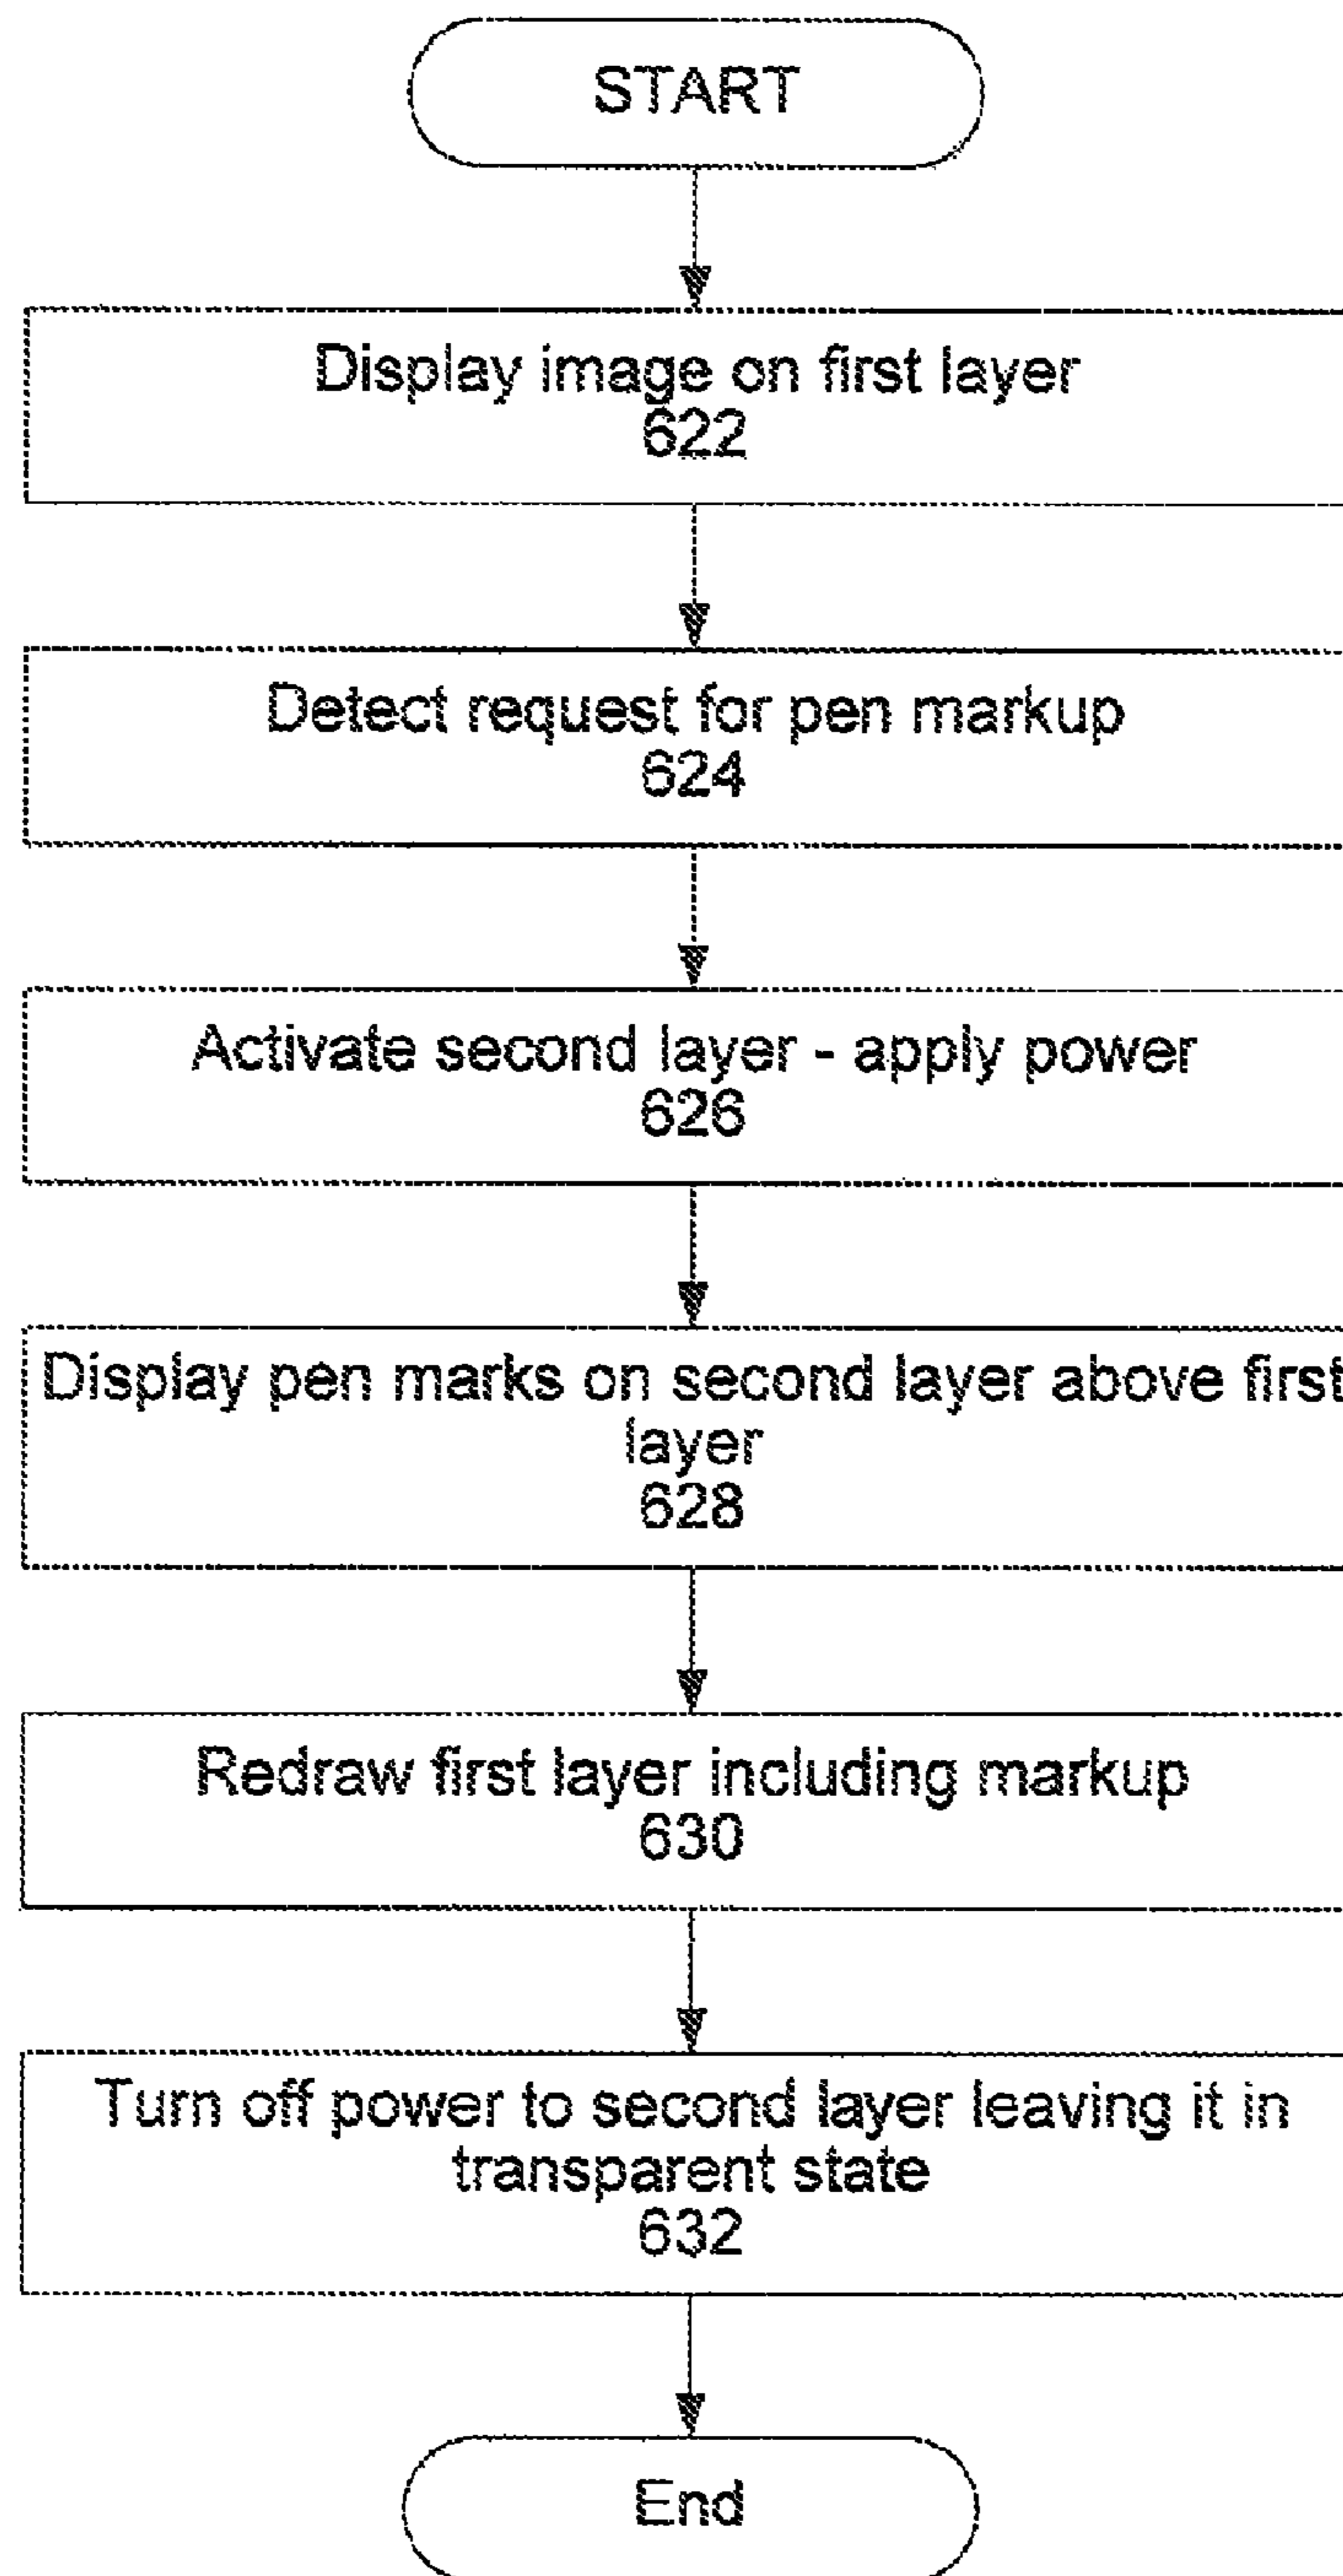 START
Display image on first layer
622
Detect request for pen markup
624
Activate second layer - apply power
626
Display pen marks on second layer above first
layer
628
Redraw first layer including markup
630
Turn off power to second layer leaving it in
transparent state
632
End